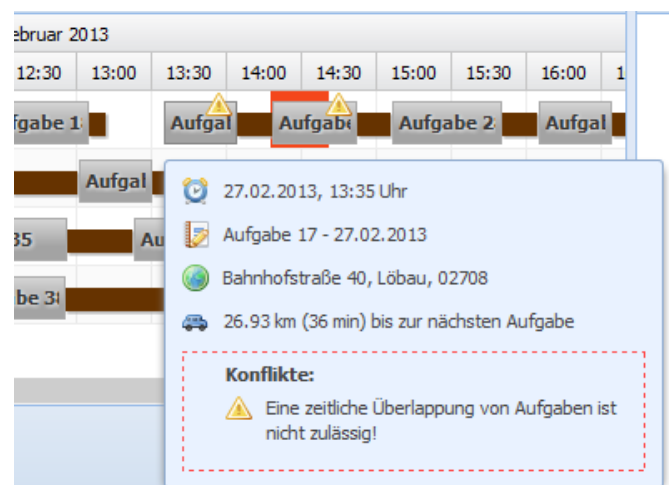 ebruar 2013
12:30 13:00 13:30 14:00 14:30 15:00 15:30 16:00 1
fgabe 1 Aufgal Aufgabe Aufgabe 2 Aufgal
Aufgal
35 Au
be 3
27.02.2013, 13:35 Uhr
Aufgabe 17 - 27.02.2013
Bahnhofstraße 40, Löbau, 02708
26.93 km (36 min) bis zur nächsten Aufgabe
Konflikte:
Eine zeitliche Überlappung von Aufgaben ist
nicht zulässig!